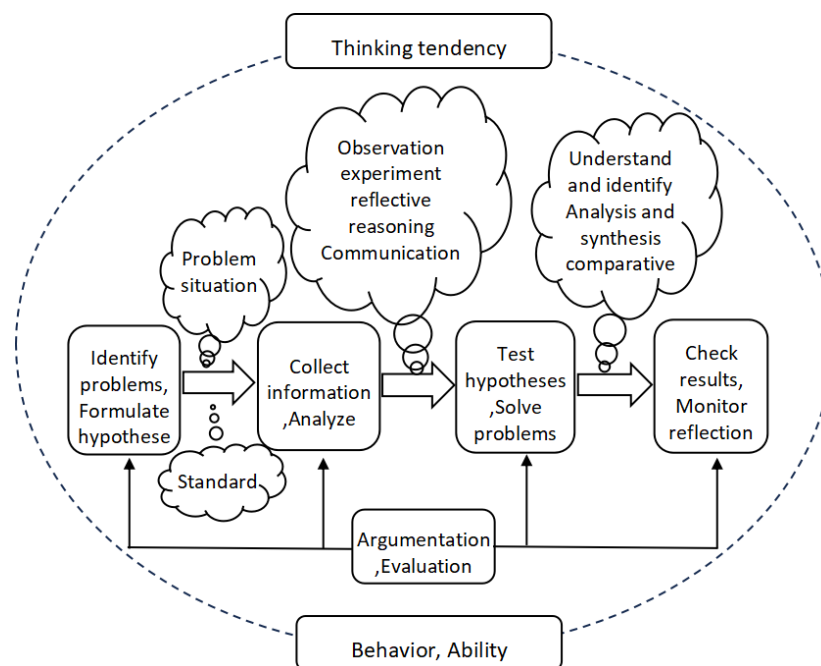 Thinking tendency
Observation
experiment
reflective
reasoning
Communication
Understand
and identify
Analysis and
synthesis
comparative
Problem
situation
Identify
problems,
Formulate
hypothese
Collect
information
,Analyze
Test
hypotheses
,Solve
problems
Check
results,
Monitor
reflection
Standard
Argumentation
,Evaluation
Behavior, Ability